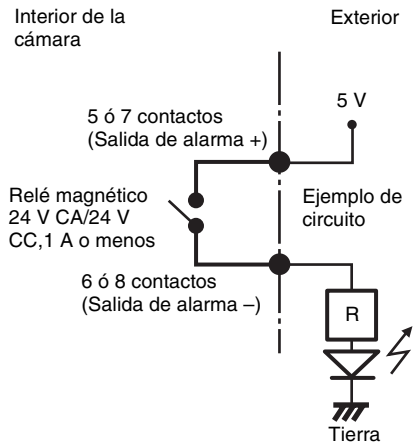 Interior de la
cámara
Exterior
5 V
5 ó 7 contactos
(Salida de alarma +)
Relé magnético
24 V CA/24 V
CC,1 A o menos
Ejemplo de
circuito
6 ó 8 contactos
(Salida de alarma –)
R
Tierra